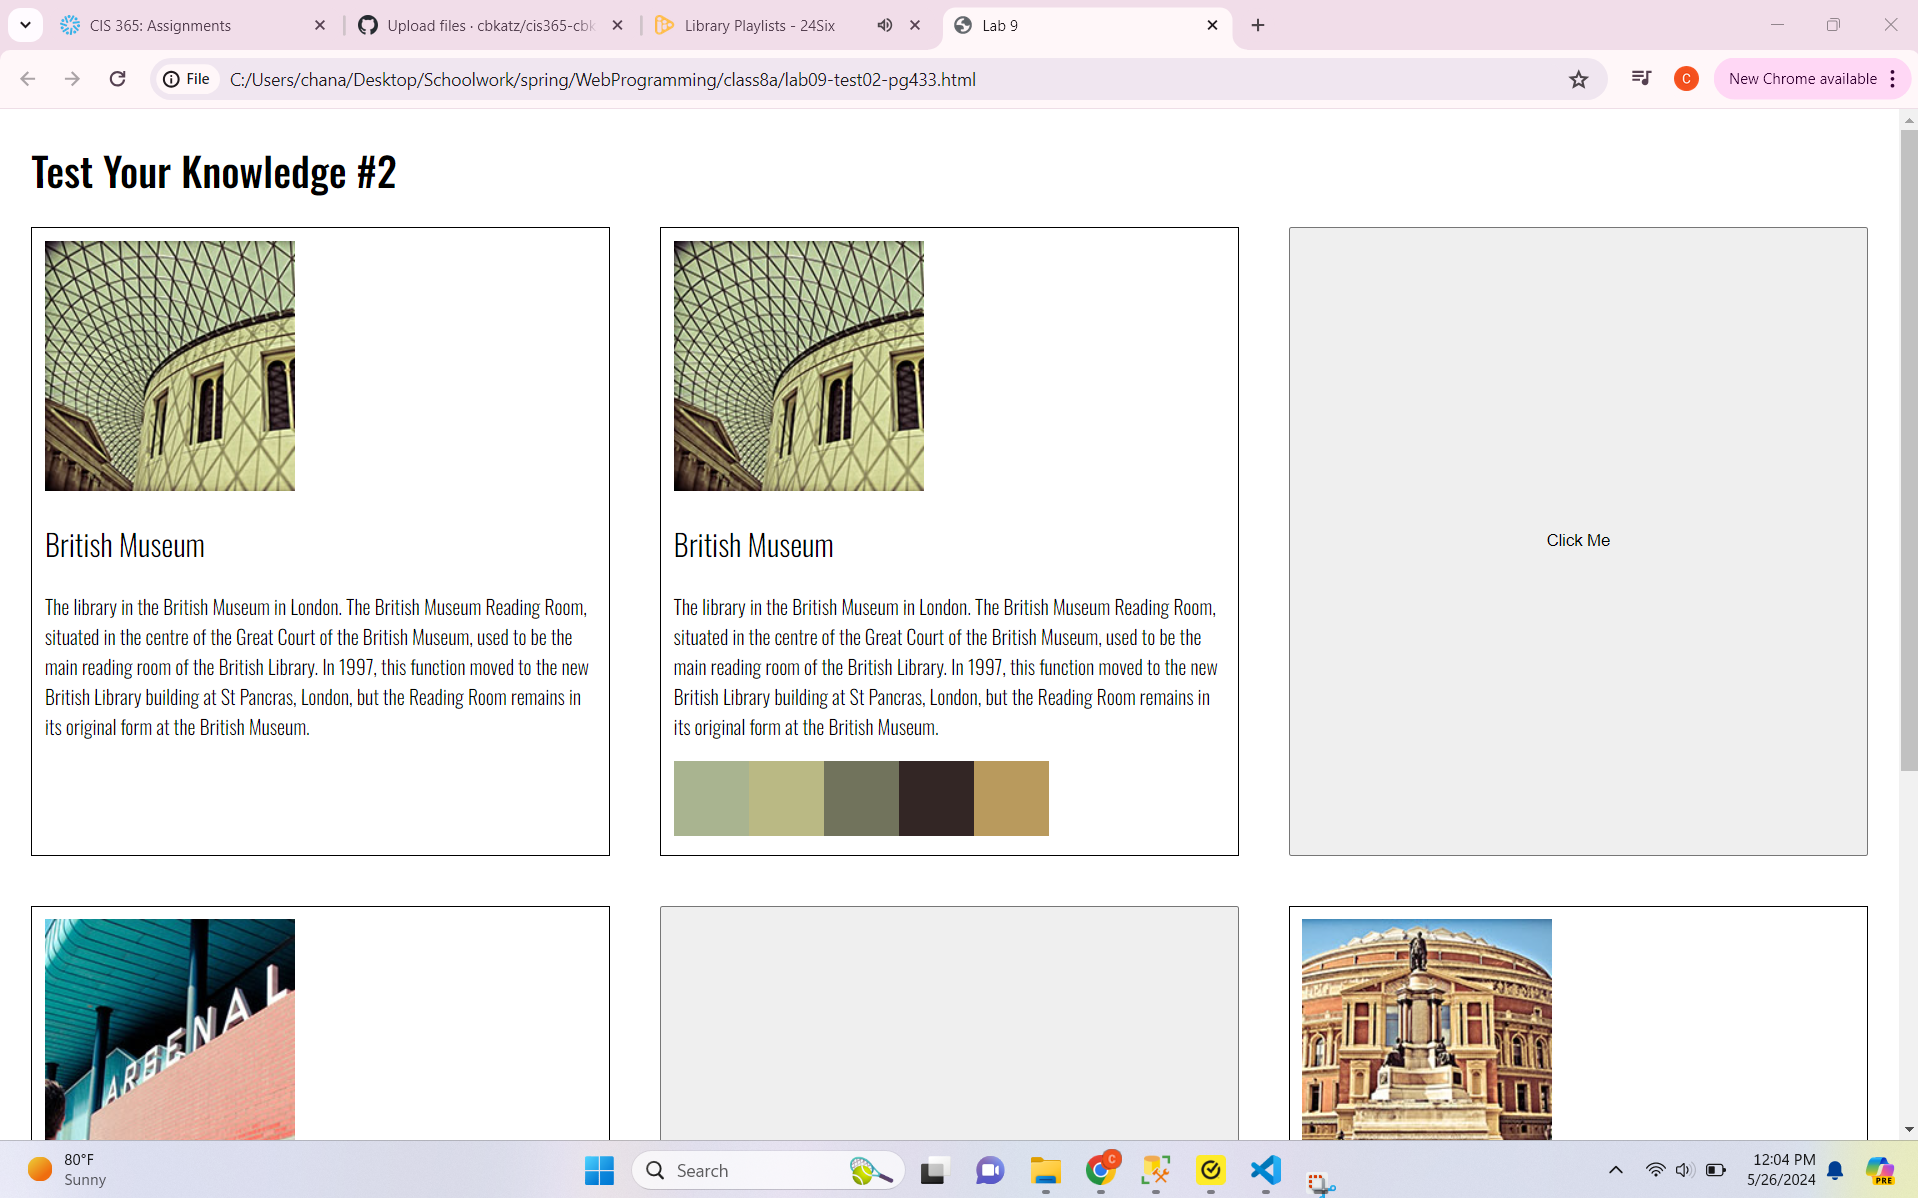 CIS 365: Assignments
Upload files · cbkatz/cis365-cbk
Library Playlists - 24Six
Lab 9
File
C:/Users/chana/Desktop/Schoolwork/spring/WebProgramming/class8a/lab09-test02-pg433.html
C
New Chrome available
Test Your Knowledge #2
British Museum
The library in the British Museum in London. The British Museum Reading Room,
situated in the centre of the Great Court of the British Museum, used to be the
main reading room of the British Library. In 1997, this function moved to the new
British Library building at St Pancras, London, but the Reading Room remains in
its original form at the British Museum.
British Museum
The library in the British Museum in London. The British Museum Reading Room,
situated in the centre of the Great Court of the British Museum, used to be the
main reading room of the British Library. In 1997, this function moved to the new
British Library building at St Pancras, London, but the Reading Room remains in
its original form at the British Museum.
Click Me
ARSENAL
80°F
Sunny
Search
C
12:04 PM
5/26/2024
PRE